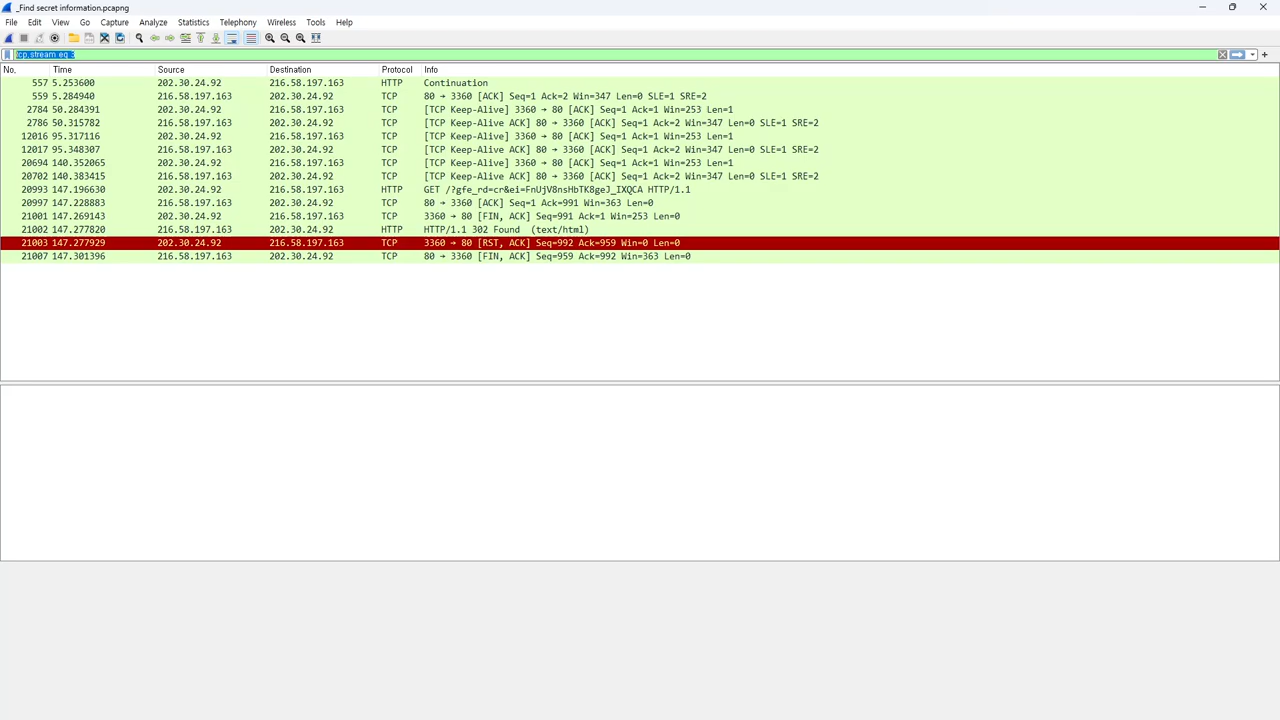 _Find secret information.pcapng
File Edit View Go Capture Analyze Statistics Telephony Wireless Tools Help
tcp.stream eq 3
No. Time Source Destination Protocol Info
557 5.253600 202.30.24.92 216.58.197.163 HTTP Continuation
559 5.284940 216.58.197.163 202.30.24.92 TCP 80 → 3360 [ACK] Seq=1 Ack=2 Win=347 Len=0 SLE=1 SRE=2
2784 50.284391 202.30.24.92 216.58.197.163 TCP [TCP Keep-Alive] 3360 → 80 [ACK] Seq=1 Ack=1 Win=253 Len=1
2786 50.315782 216.58.197.163 202.30.24.92 TCP [TCP Keep-Alive ACK] 80 → 3360 [ACK] Seq=1 Ack=2 Win=347 Len=0 SLE=1 SRE=2
12016 95.317116 202.30.24.92 216.58.197.163 TCP [TCP Keep-Alive] 3360 → 80 [ACK] Seq=1 Ack=1 Win=253 Len=1
12017 95.348307 216.58.197.163 202.30.24.92 TCP [TCP Keep-Alive ACK] 80 → 3360 [ACK] Seq=1 Ack=2 Win=347 Len=0 SLE=1 SRE=2
20694 140.352065 202.30.24.92 216.58.197.163 TCP [TCP Keep-Alive] 3360 → 80 [ACK] Seq=1 Ack=1 Win=253 Len=1
20702 140.383415 216.58.197.163 202.30.24.92 TCP [TCP Keep-Alive ACK] 80 → 3360 [ACK] Seq=1 Ack=2 Win=347 Len=0 SLE=1 SRE=2
20993 147.196630 202.30.24.92 216.58.197.163 HTTP GET /?gfe_rd=cr&ei=FnUjV8nsHbTK8geJ_IXQCA HTTP/1.1
20997 147.228883 216.58.197.163 202.30.24.92 TCP 80 → 3360 [ACK] Seq=1 Ack=991 Win=363 Len=0
21001 147.269143 202.30.24.92 216.58.197.163 TCP 3360 → 80 [FIN, ACK] Seq=991 Ack=1 Win=253 Len=0
21002 147.277820 216.58.197.163 202.30.24.92 HTTP HTTP/1.1 302 Found (text/html)
21003 147.277929 202.30.24.92 216.58.197.163 TCP 3360 → 80 [RST, ACK] Seq=992 Ack=959 Win=0 Len=0
21007 147.301396 216.58.197.163 202.30.24.92 TCP 80 → 3360 [FIN, ACK] Seq=959 Ack=992 Win=363 Len=0